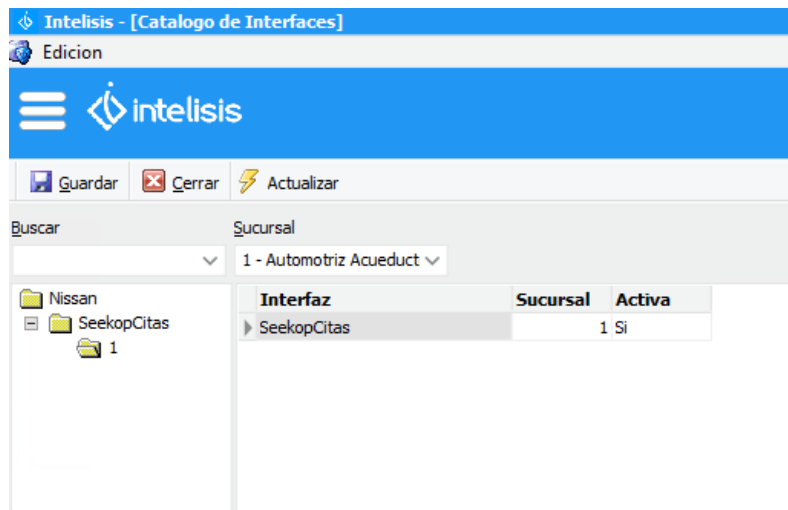 Intelisis - [Catalogo de Interfaces]
Edicion
intelisis
Guardar Cerrar Actualizar
Buscar Sucursal
1 - Automotriz Acueduct
Nissan Interfaz Sucursal Activa
SeekopCitas SeekopCitas 1 Si
1